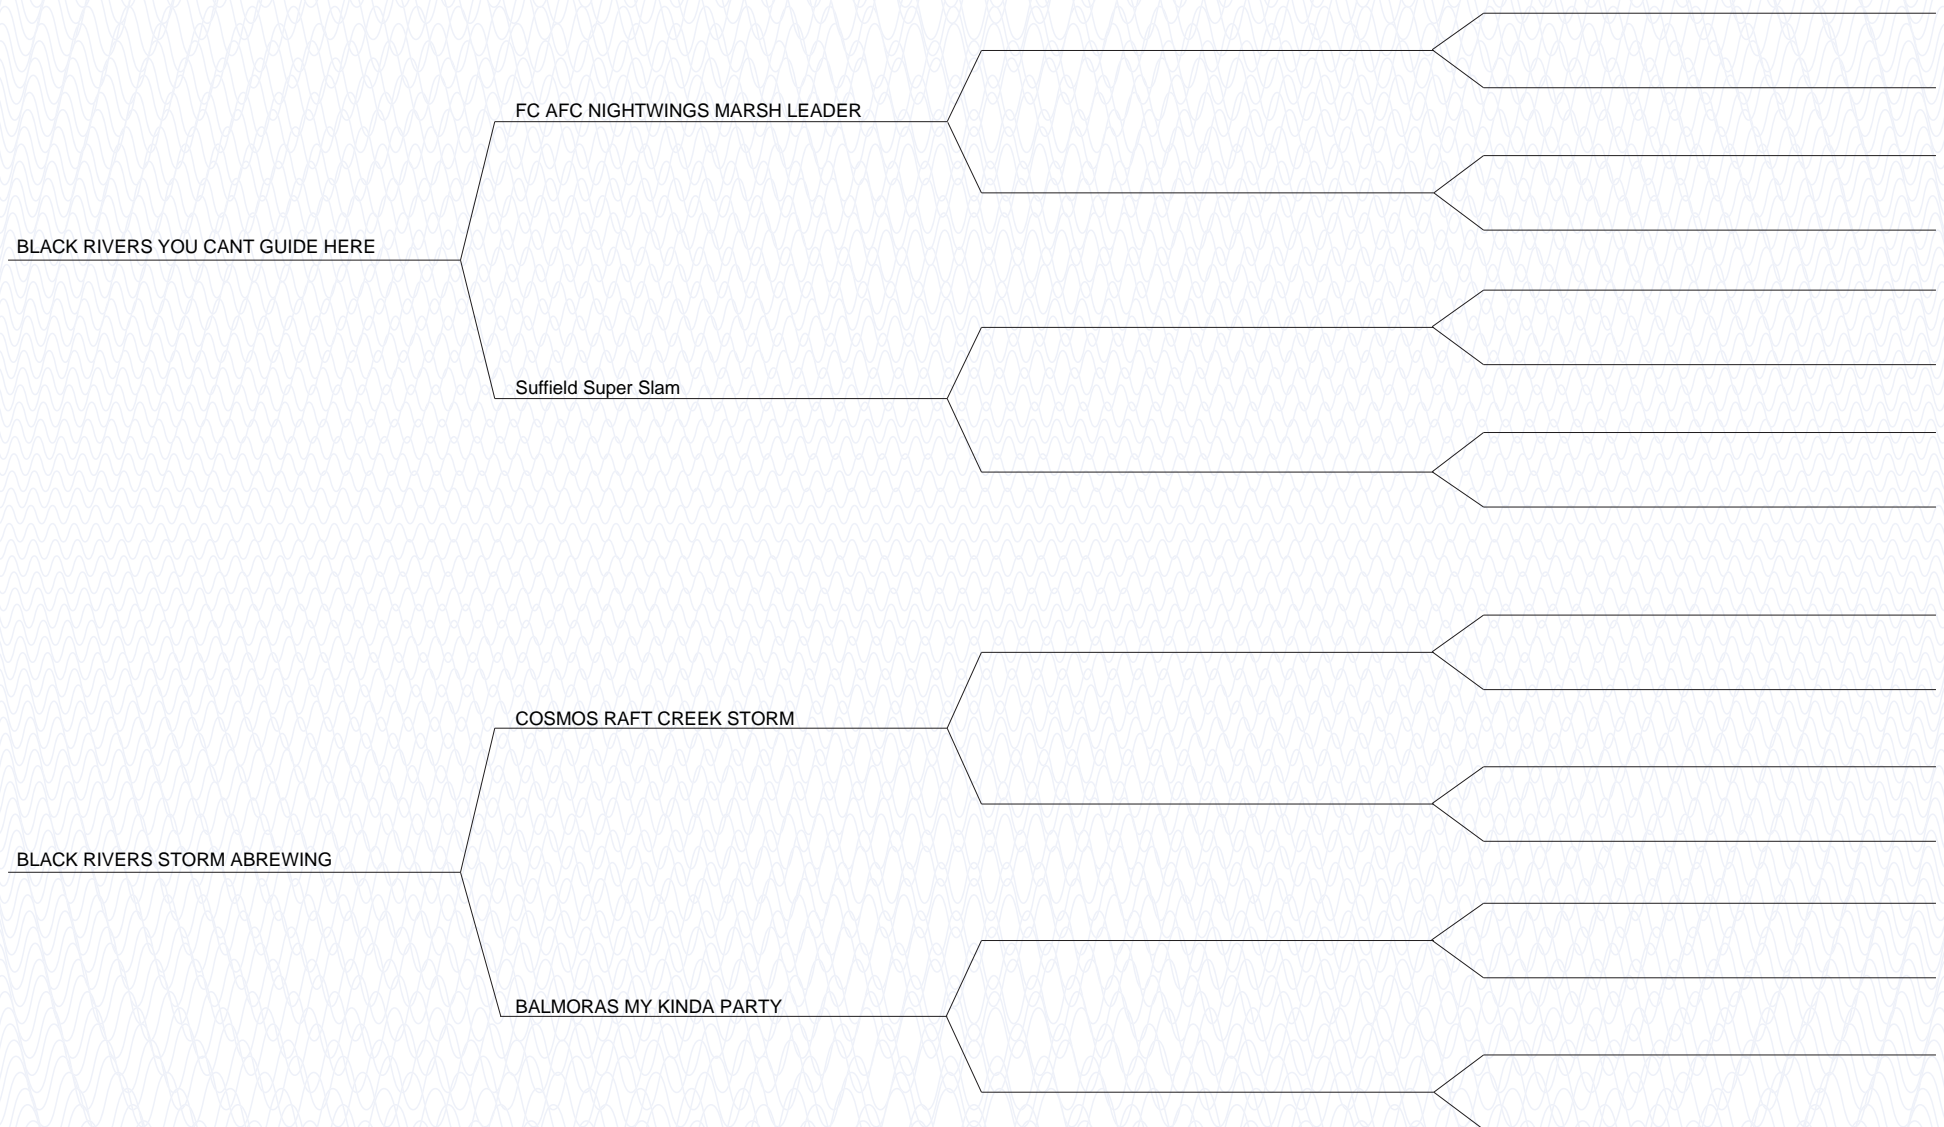 FC AFC NIGHTWINGS MARSH LEADER
BLACK RIVERS YOU CANT GUIDE HERE
Suffield Super Slam
COSMOS RAFT CREEK STORM
BLACK RIVERS STORM ABREWING
BALMORAS MY KINDA PARTY